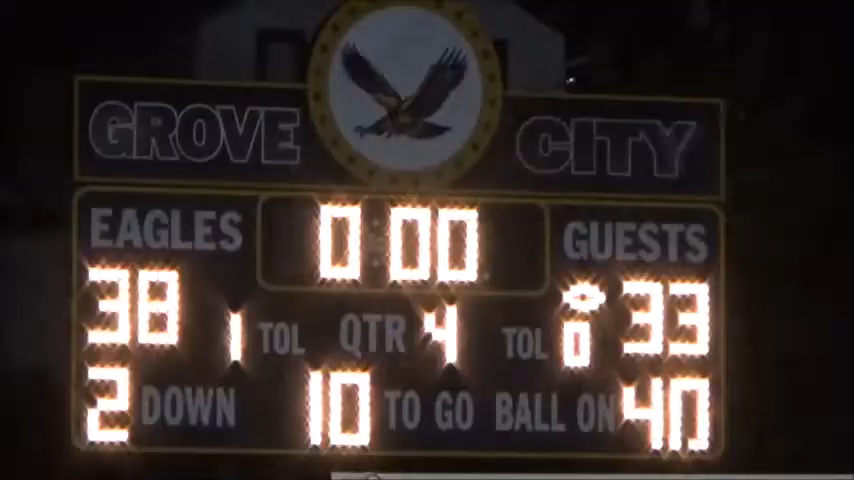 GROVE CITY
EAGLES 0:00 GUESTS
38 1 TOL QTR 4 TOL 0 33
2 DOWN 10 TO GO BALL ON 40